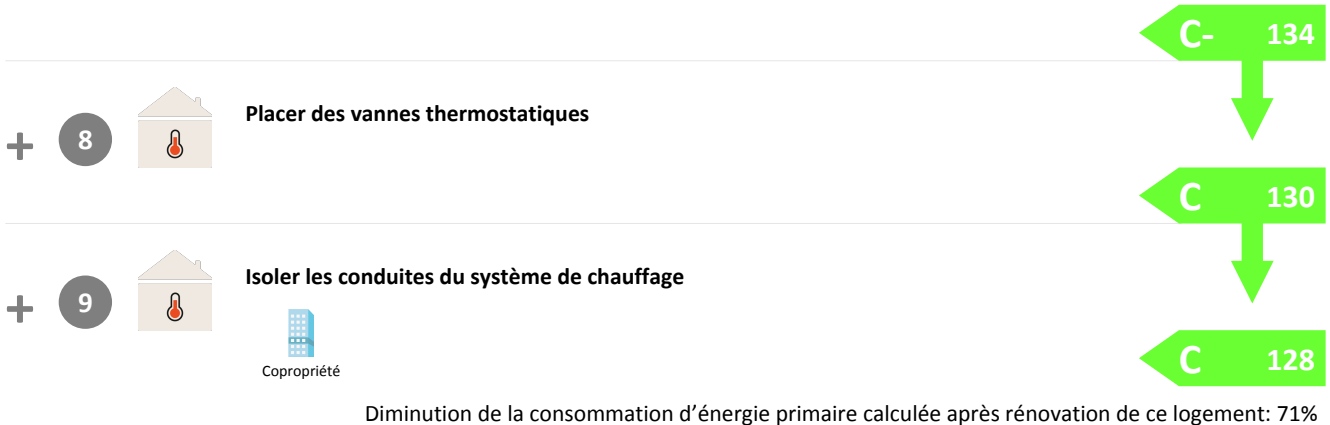 C- 134
+ 8 Placer des vannes thermostatiques
C 130
+ 9 Isoler les conduites du système de chauffage
Copropriété
C 128
Diminution de la consommation d’énergie primaire calculée après rénovation de ce logement: 71%